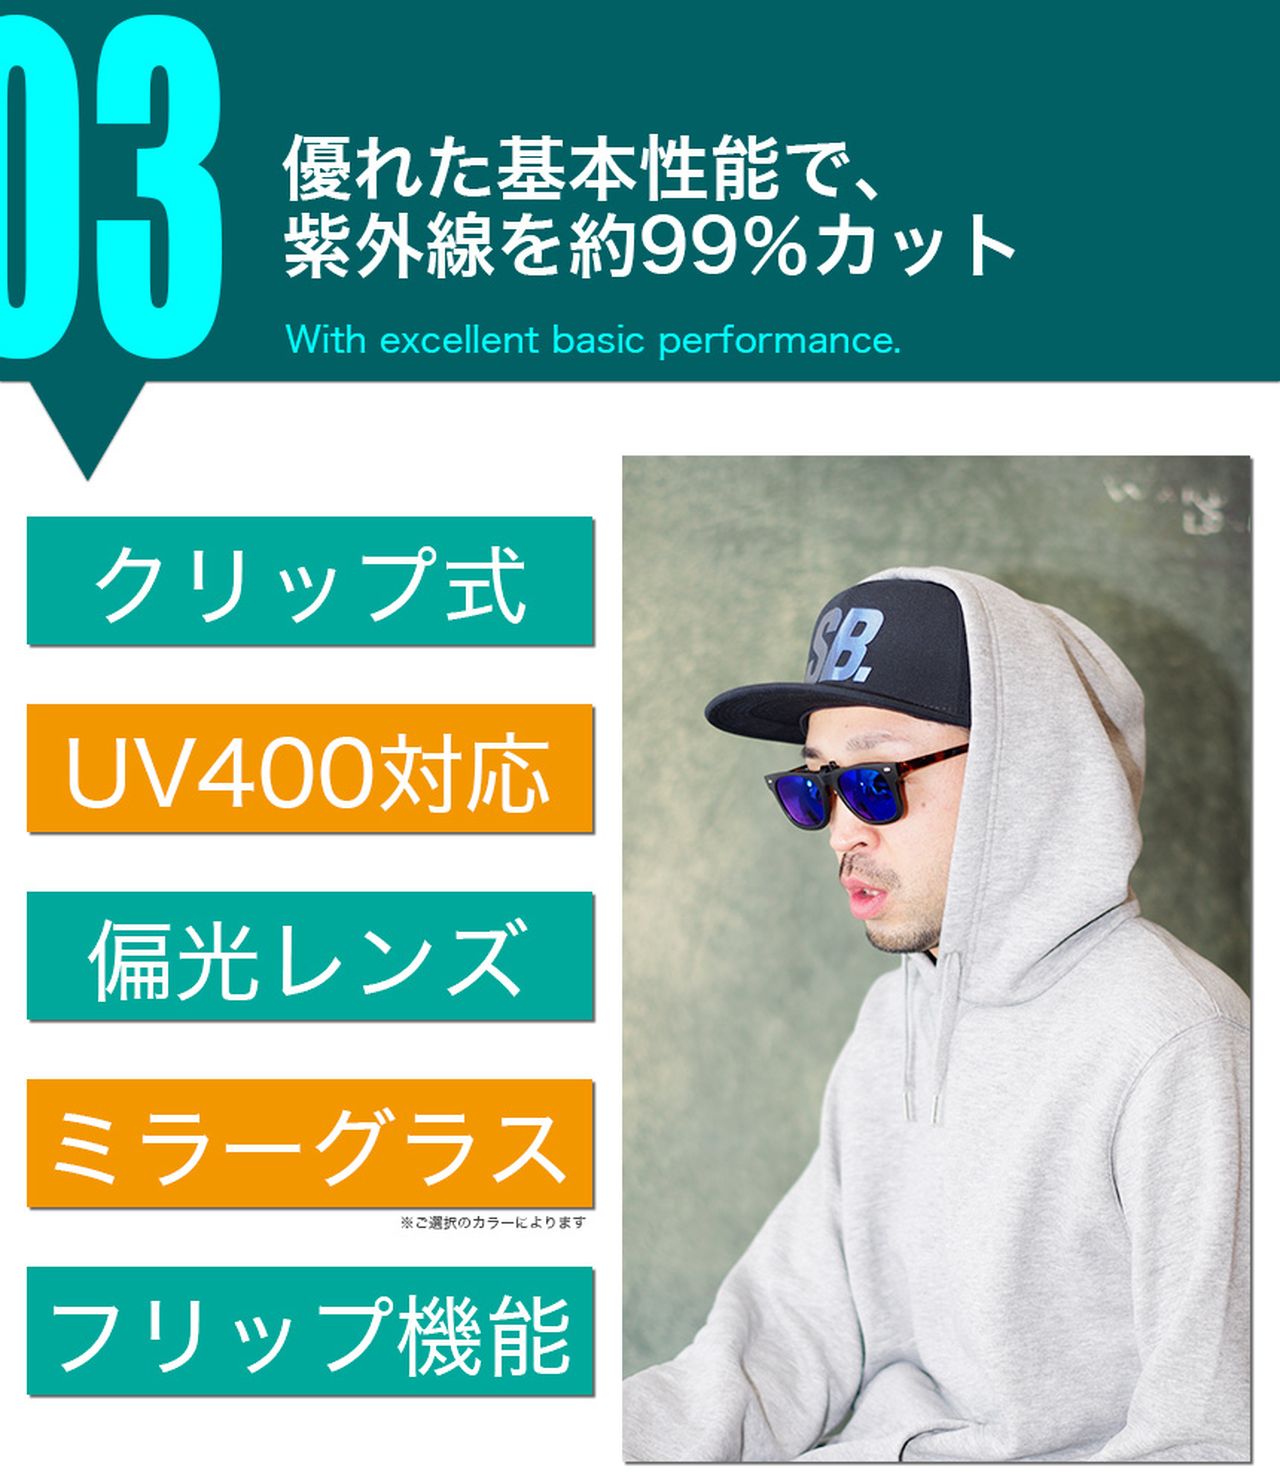 03
優れた基本性能で、
紫外線を約99%カット
With excellent basic performance.
クリップ式
UV400対応
偏光レンズ
ミラーグラス
※ご選択のカラーによります
フリップ機能
SB.